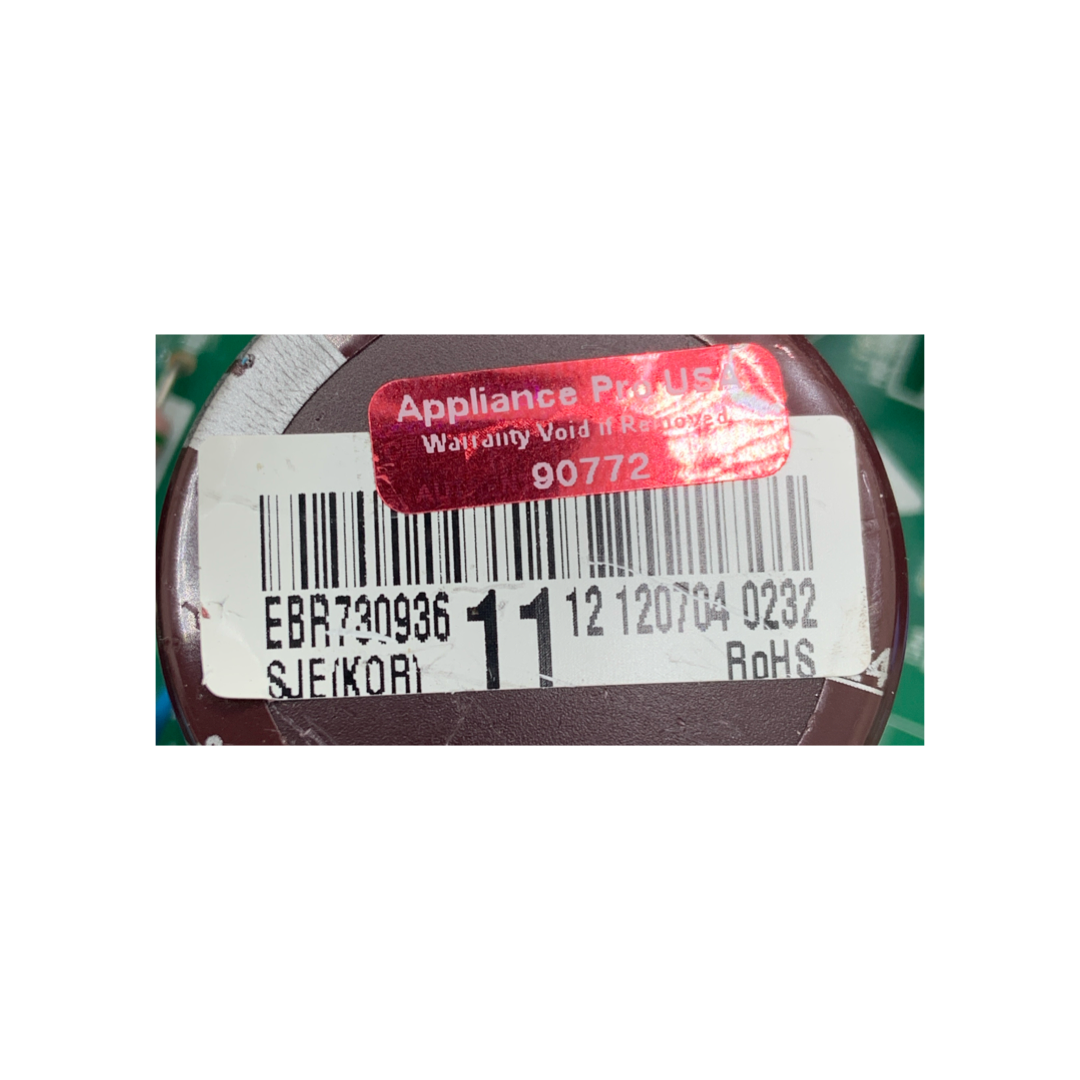 Appliance Pro USA
Warranty Void if Removed
90772
EBR730936 11 12 120704 0232
SJE(KOR) RoHS